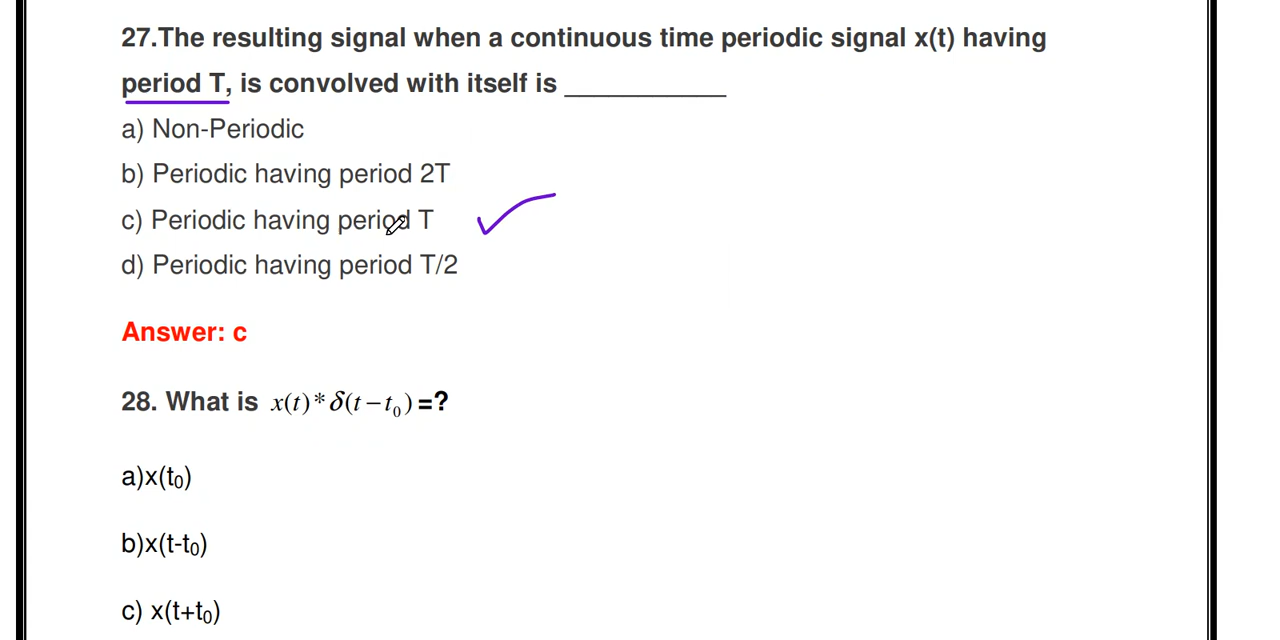 27.The resulting signal when a continuous time periodic signal x(t) having
period T, is convolved with itself is ___________
a) Non-Periodic
b) Periodic having period 2T
c) Periodic having period T
d) Periodic having period T/2
Answer: c
28. What is x(t)*δ(t−t₀)=?
a)x(t₀)
b)x(t-t₀)
c) x(t+t₀)